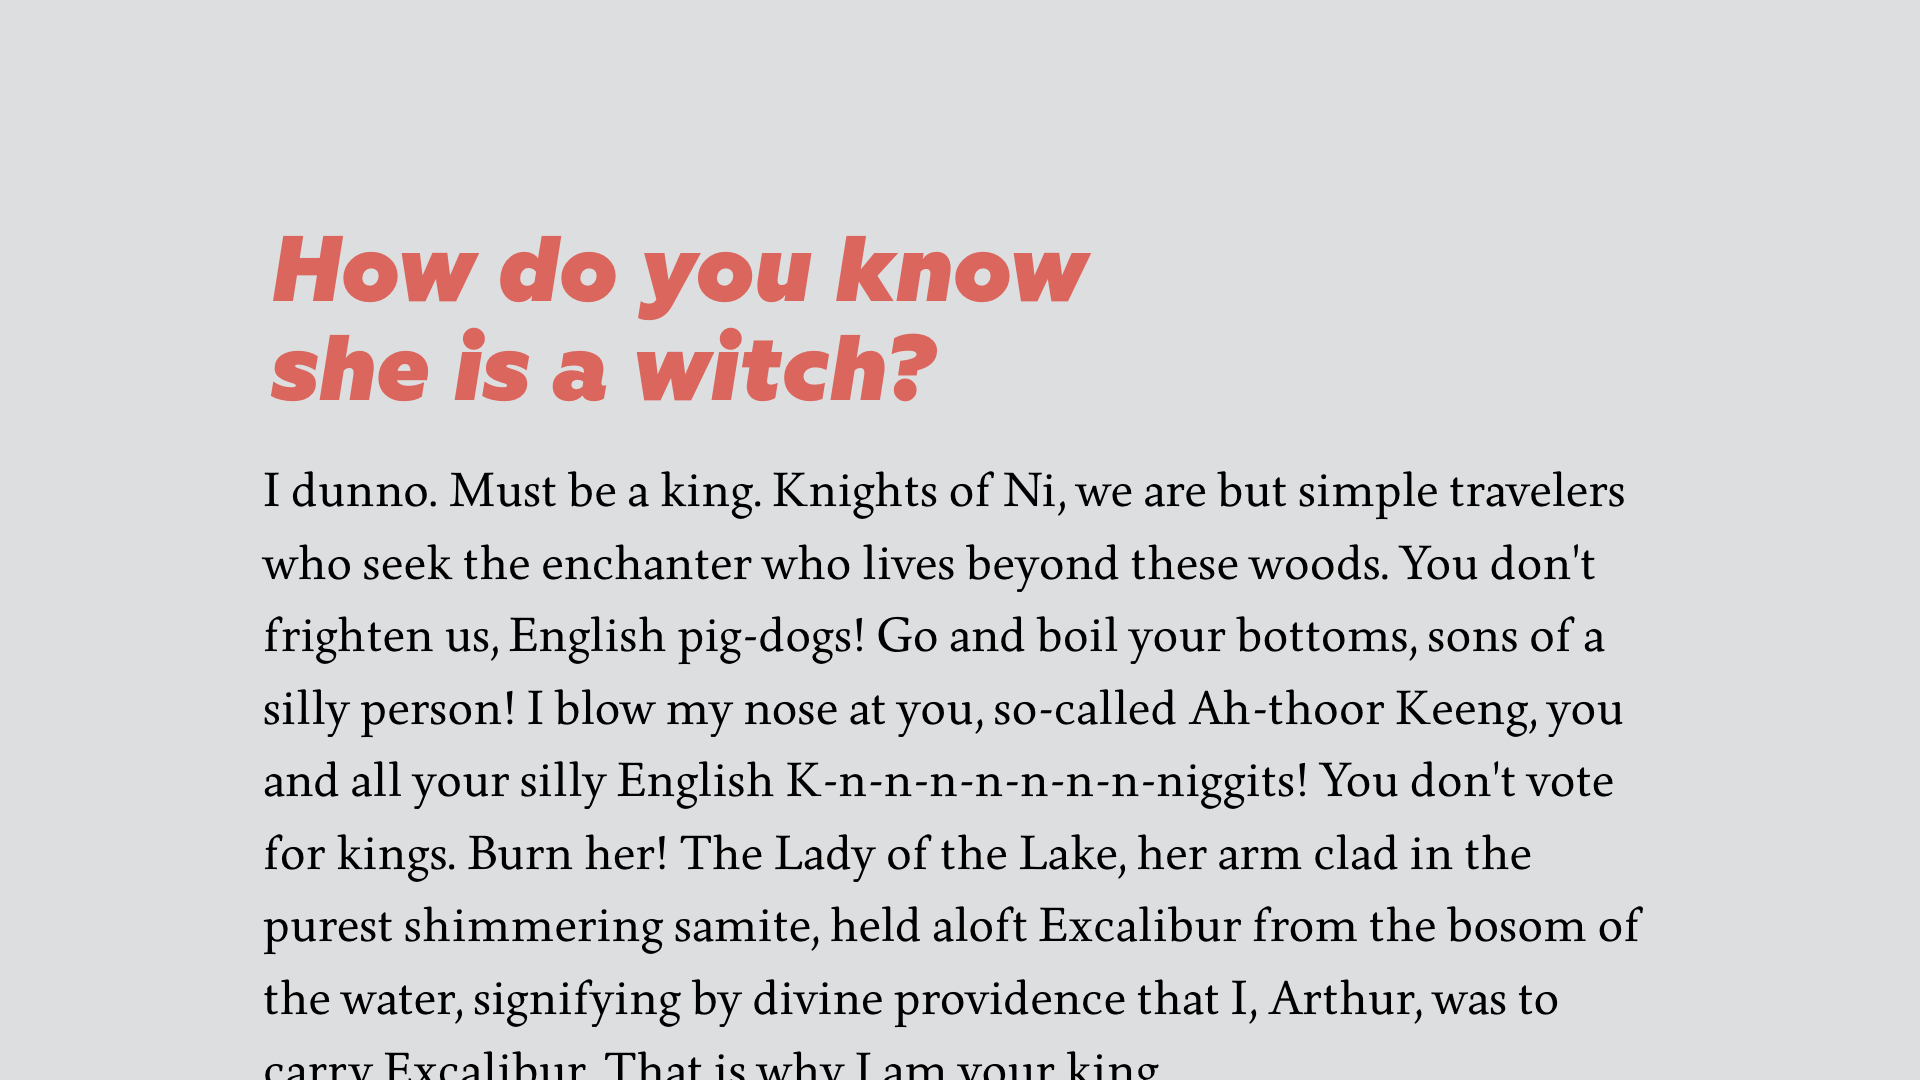 How do you know
she is a witch?
I dunno. Must be a king. Knights of Ni, we are but simple travelers
who seek the enchanter who lives beyond these woods. You don't
frighten us, English pig-dogs! Go and boil your bottoms, sons of a
silly person! I blow my nose at you, so-called Ah-thoor Keeng, you
and all your silly English K-n-n-n-n-n-n-n-niggits! You don't vote
for kings. Burn her! The Lady of the Lake, her arm clad in the
purest shimmering samite, held aloft Excalibur from the bosom of
the water, signifying by divine providence that I, Arthur, was to
carry Excalibur. That is why I am your king.